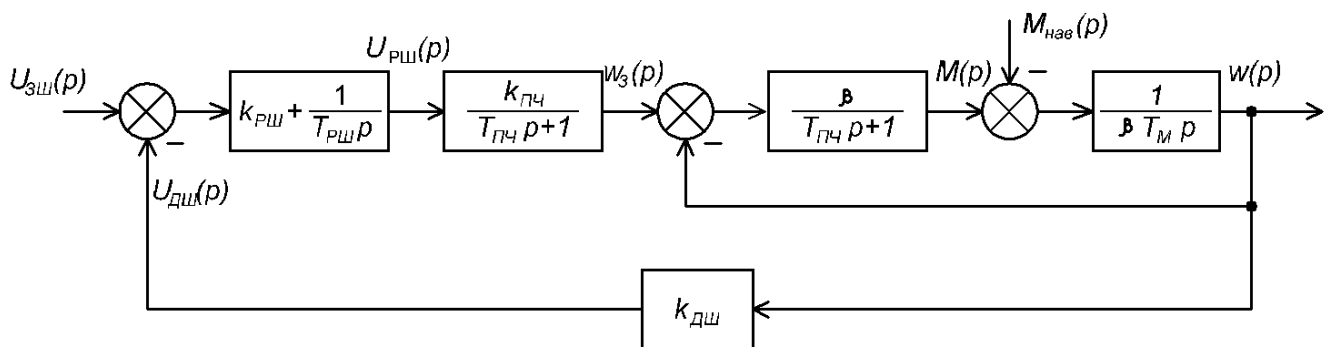 U_ЗШ(p)
−
k_РШ + 1/(T_РШ p)
U_РШ(p)
k_ПЧ/(T_ПЧ p+1)
w_З(p)
−
β/(T_ПЧ p+1)
M(p)
M_нав(p)
−
1/(β T_М p)
w(p)
U_ДШ(p)
k_ДШ